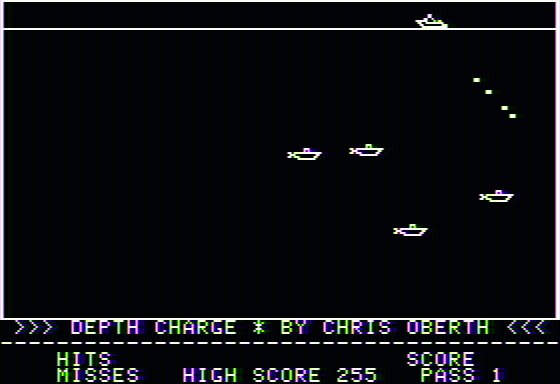 >>> DEPTH CHARGE * BY CHRIS OBERTH <<<
HITS SCORE
MISSES HIGH SCORE 255 PASS 1